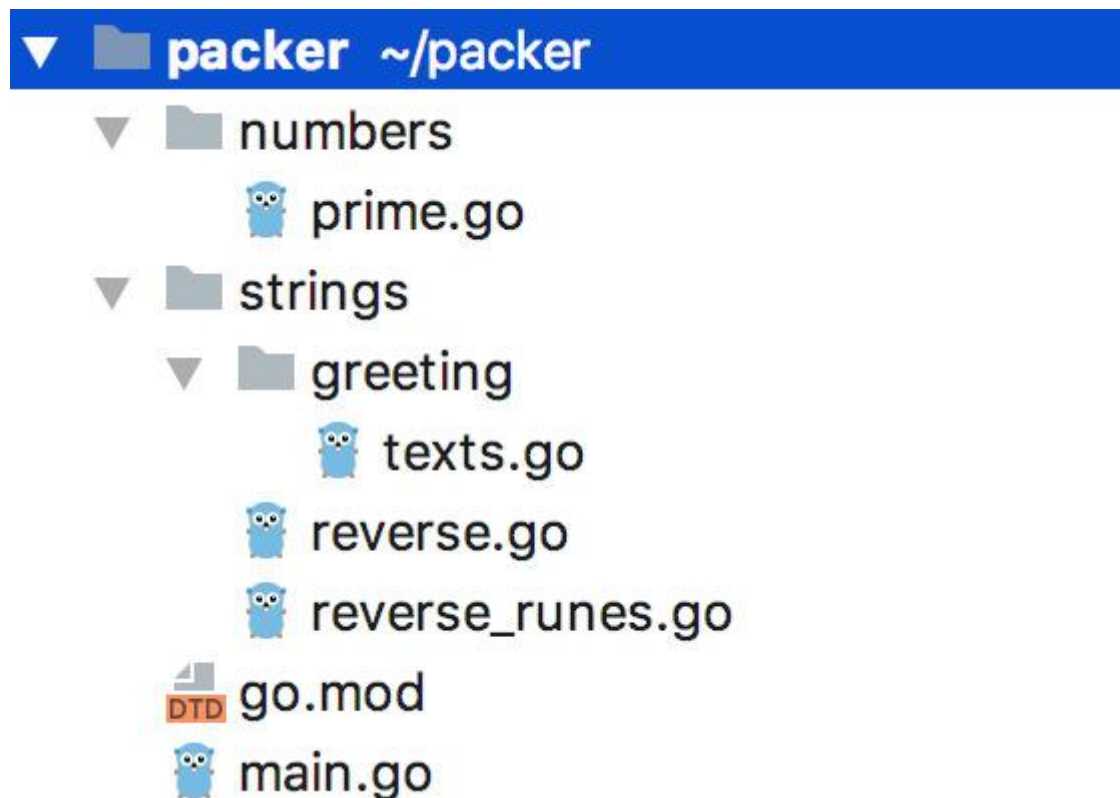 packer ~/packer
numbers
prime.go
strings
greeting
texts.go
reverse.go
reverse_runes.go
DTD go.mod
main.go